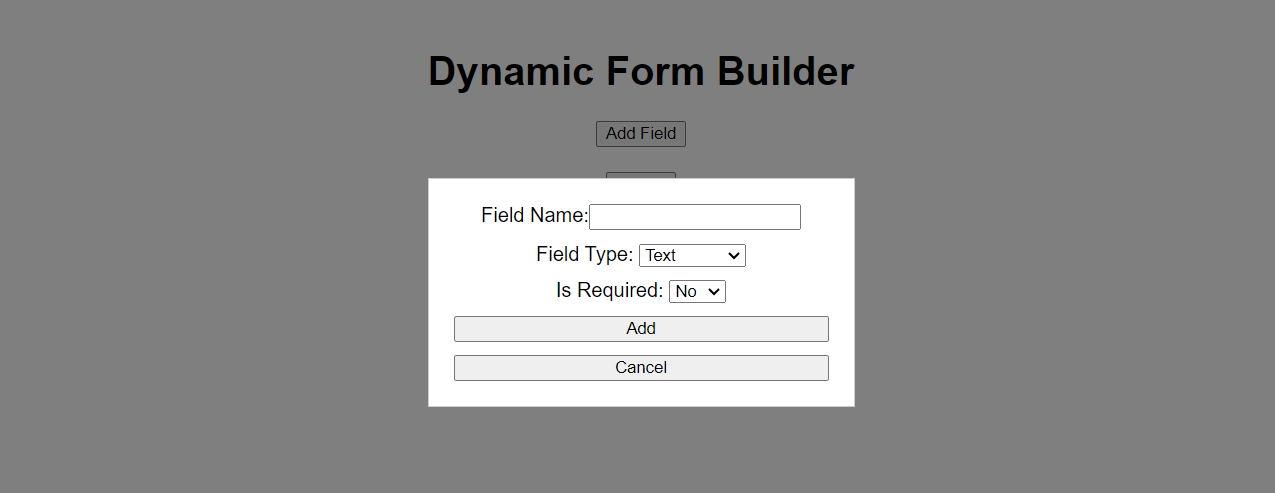 Dynamic Form Builder
Add Field
Field Name:
Field Type: Text
Is Required: No
Add
Cancel